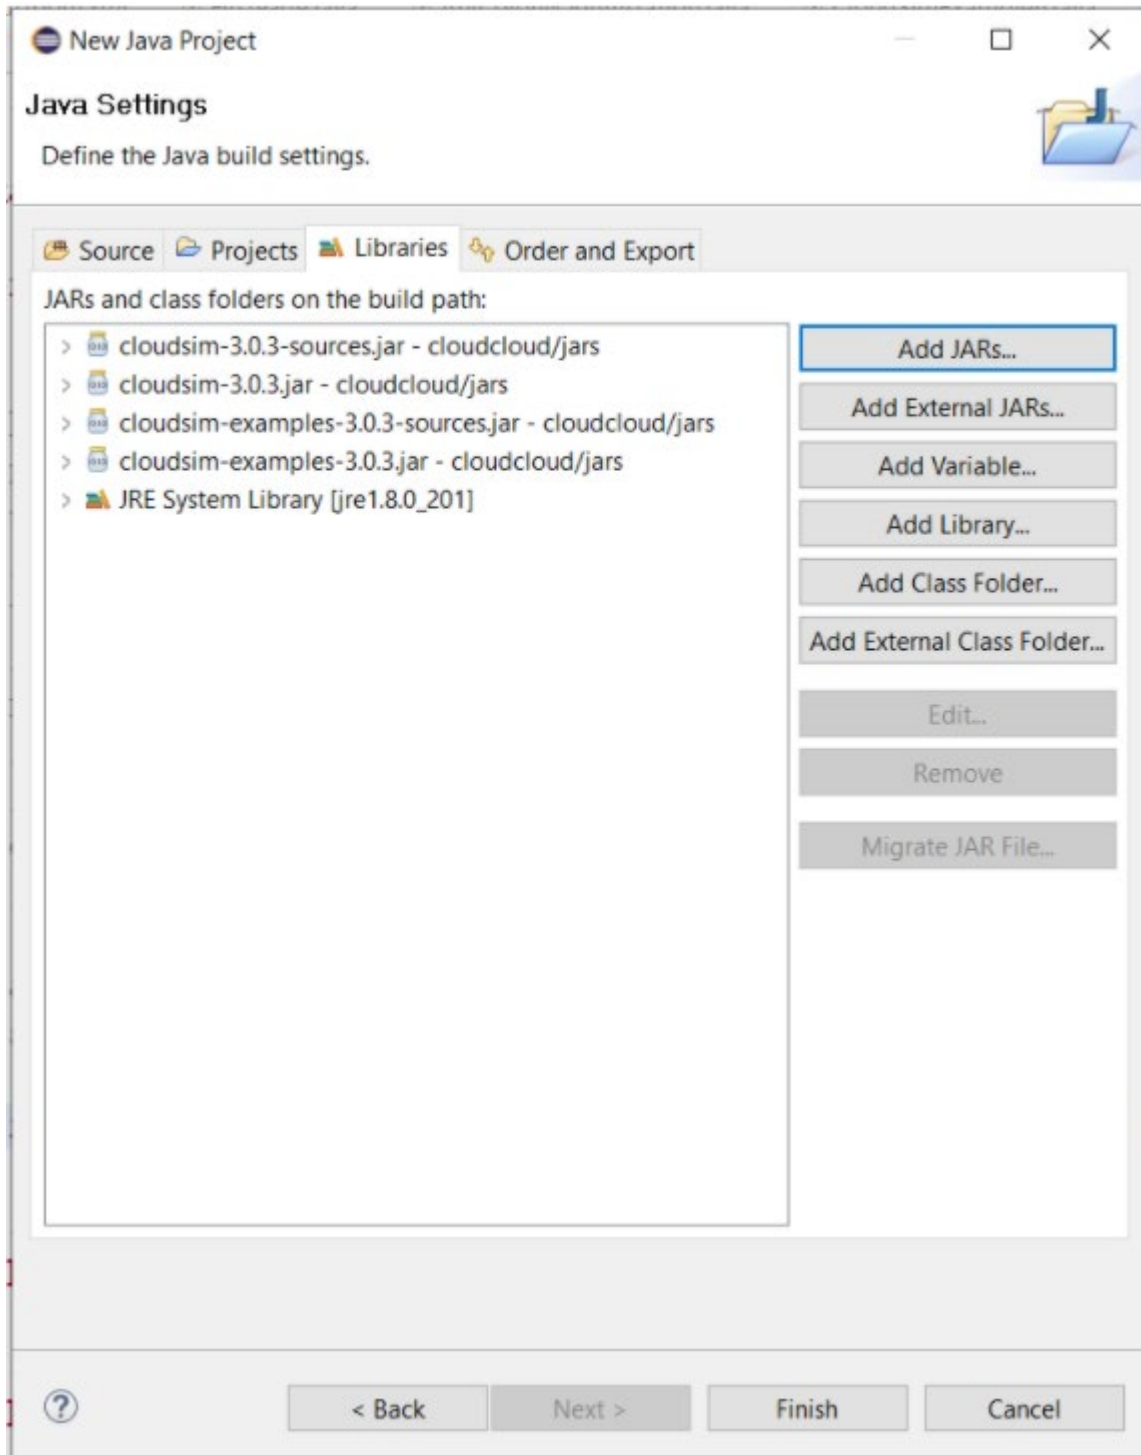 New Java Project
Java Settings
Define the Java build settings.
Source Projects Libraries Order and Export
JARs and class folders on the build path:
cloudsim-3.0.3-sources.jar - cloudcloud/jars
cloudsim-3.0.3.jar - cloudcloud/jars
cloudsim-examples-3.0.3-sources.jar - cloudcloud/jars
cloudsim-examples-3.0.3.jar - cloudcloud/jars
JRE System Library [jre1.8.0_201]
Add JARs...
Add External JARs...
Add Variable...
Add Library...
Add Class Folder...
Add External Class Folder...
Edit...
Remove
Migrate JAR File...
< Back Next > Finish Cancel